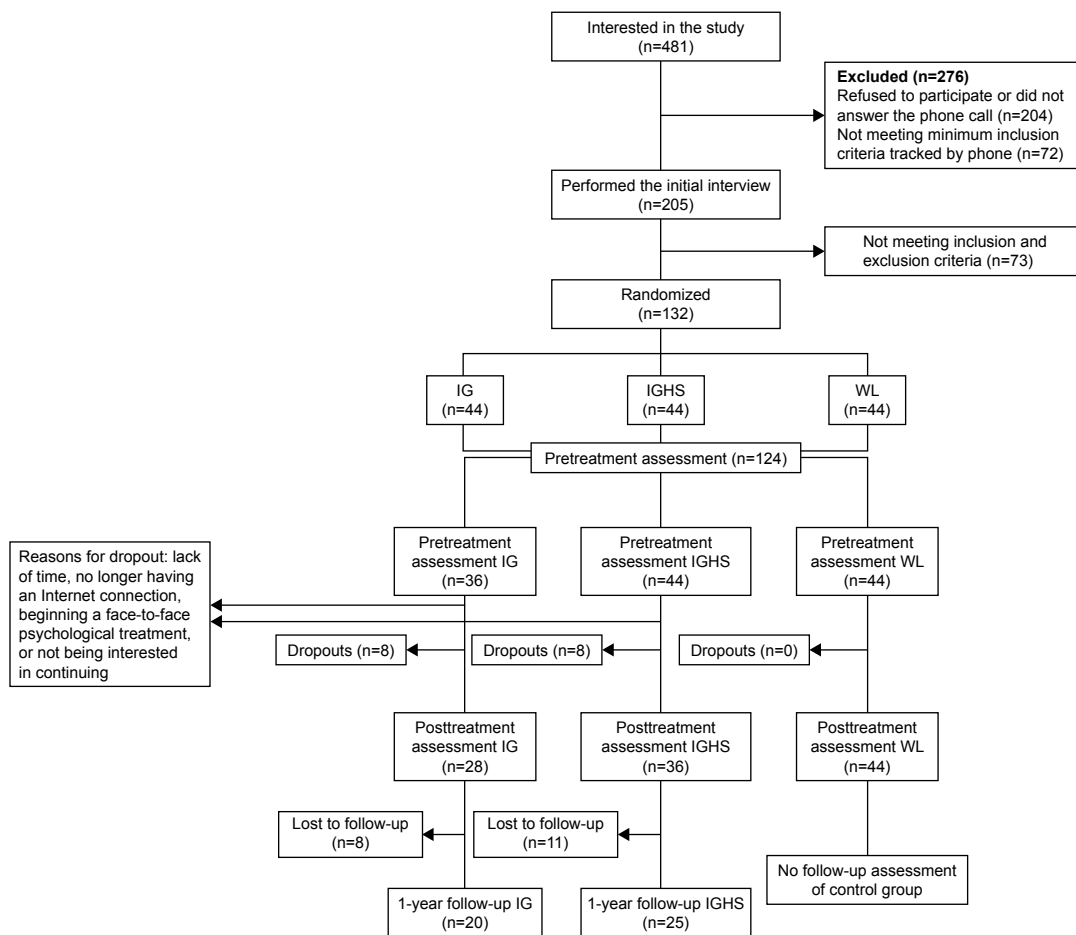 Interested in the study
(n=481)
Excluded (n=276)
Refused to participate or did not
answer the phone call (n=204)
Not meeting minimum inclusion
criteria tracked by phone (n=72)
Performed the initial interview
(n=205)
Not meeting inclusion and
exclusion criteria (n=73)
Randomized
(n=132)
IG
(n=44)
IGHS
(n=44)
WL
(n=44)
Pretreatment assessment (n=124)
Pretreatment
assessment IG
(n=36)
Pretreatment
assessment IGHS
(n=44)
Pretreatment
assessment WL
(n=44)
Reasons for dropout: lack
of time, no longer having
an Internet connection,
beginning a face-to-face
psychological treatment,
or not being interested
in continuing
Dropouts (n=8)
Dropouts (n=8)
Dropouts (n=0)
Posttreatment
assessment IG
(n=28)
Posttreatment
assessment IGHS
(n=36)
Posttreatment
assessment WL
(n=44)
Lost to follow-up
(n=8)
Lost to follow-up
(n=11)
No follow-up assessment
of control group
1-year follow-up IG
(n=20)
1-year follow-up IGHS
(n=25)